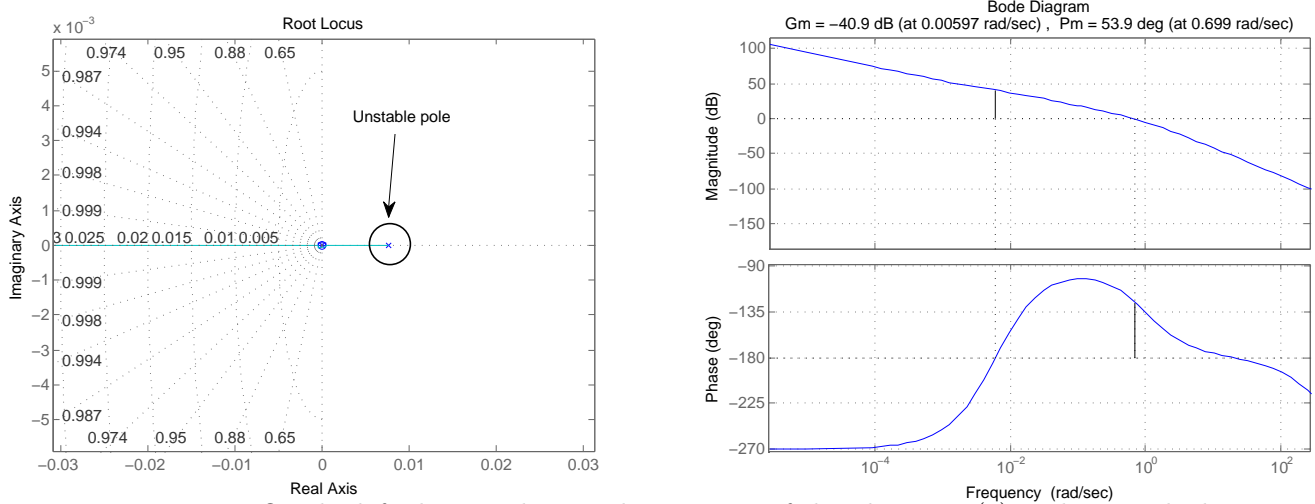 Root Locus
x 10⁻³
0.974 0.95 0.88 0.65
0.987
0.994
0.998
0.999
3 0.025 0.02 0.015 0.01 0.005
0.999
0.998
0.994
0.987
0.974 0.95 0.88 0.65
Unstable pole
5
4
3
2
1
0
−1
−2
−3
−4
−5
Imaginary Axis
−0.03 −0.02 −0.01 0 0.01 0.02 0.03
Real Axis
Bode Diagram
Gm = −40.9 dB (at 0.00597 rad/sec) , Pm = 53.9 deg (at 0.699 rad/sec)
100
50
0
−50
−100
−150
Magnitude (dB)
−90
−135
−180
−225
−270
Phase (deg)
10⁻⁴ 10⁻² 10⁰ 10²
Frequency (rad/sec)